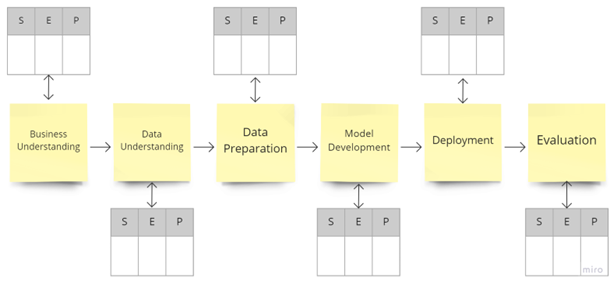 S E P
S E P
S E P
Business
Understanding
Data
Understanding
Data
Preparation
Model
Development
Deployment
Evaluation
S E P
S E P
S E P
miro